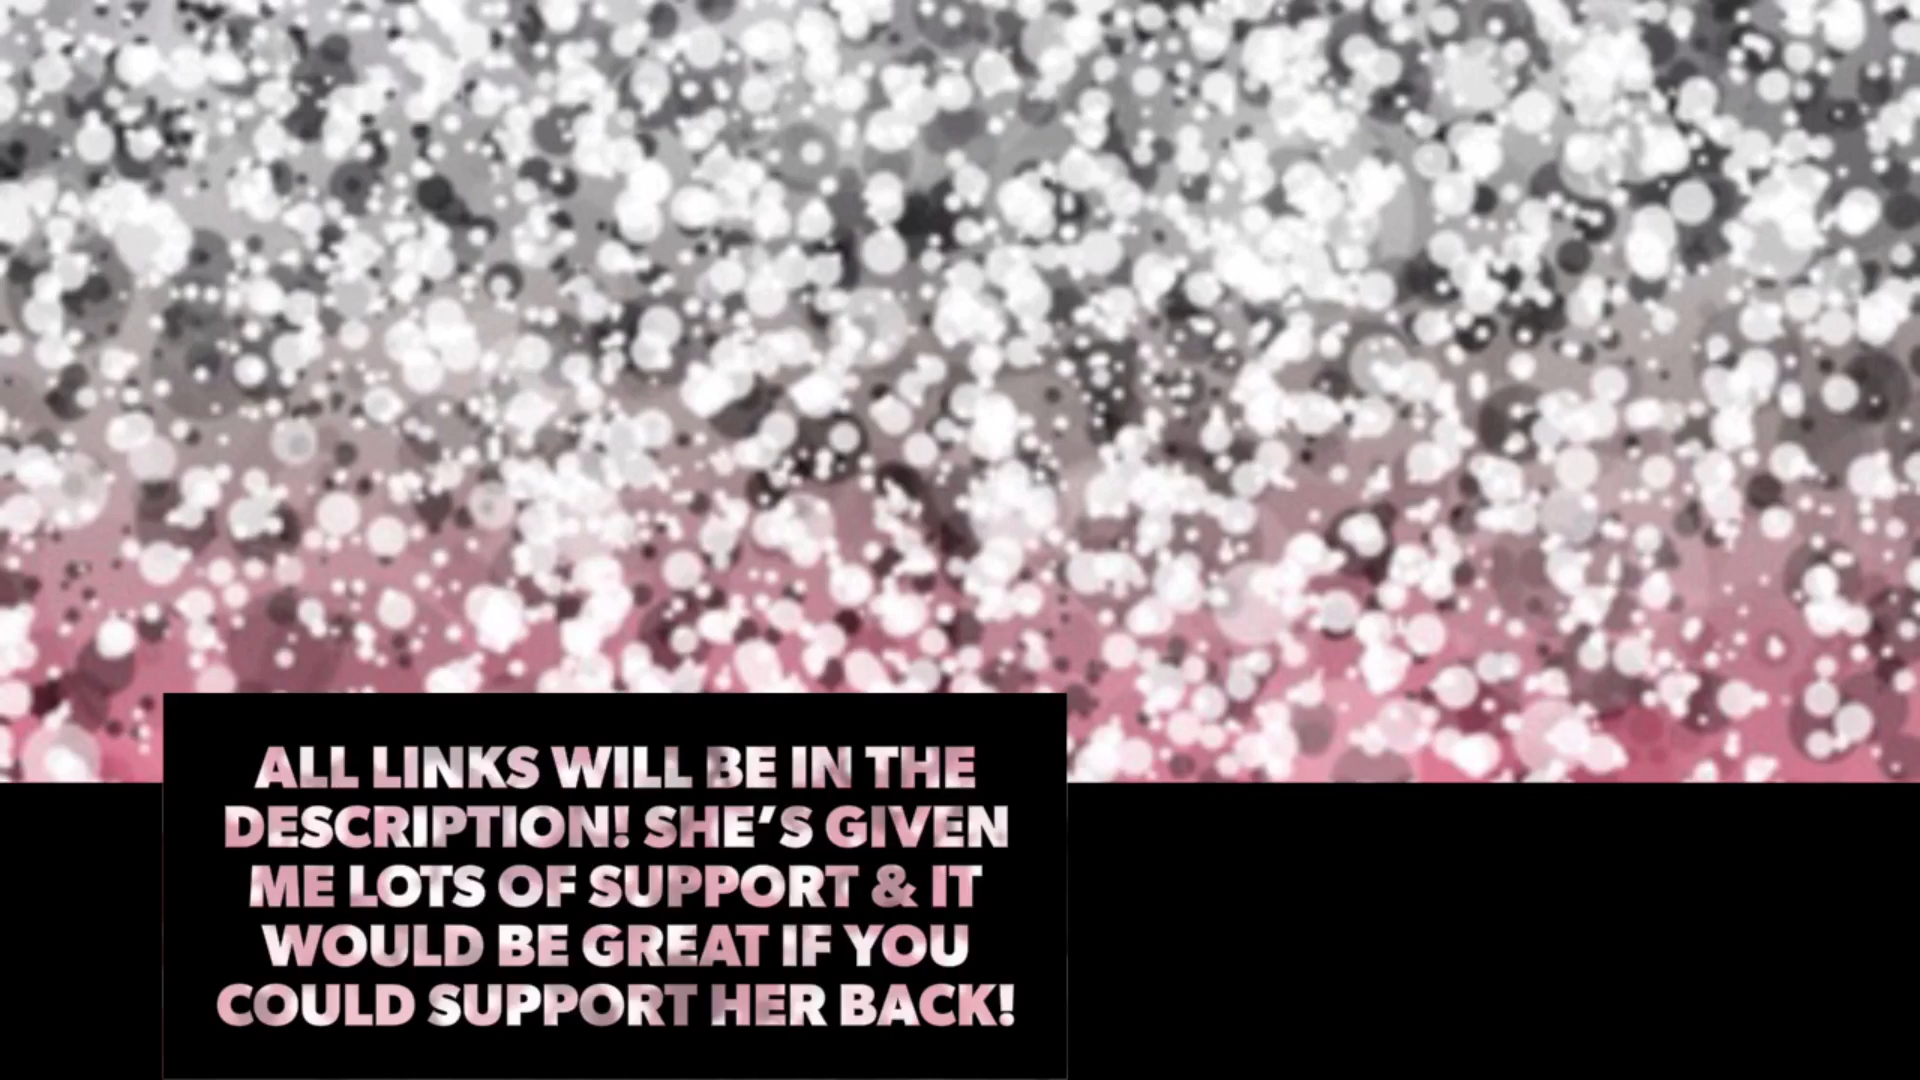 ALL LINKS WILL BE IN THE
DESCRIPTION! SHE’S GIVEN
ME LOTS OF SUPPORT & IT
WOULD BE GREAT IF YOU
COULD SUPPORT HER BACK!